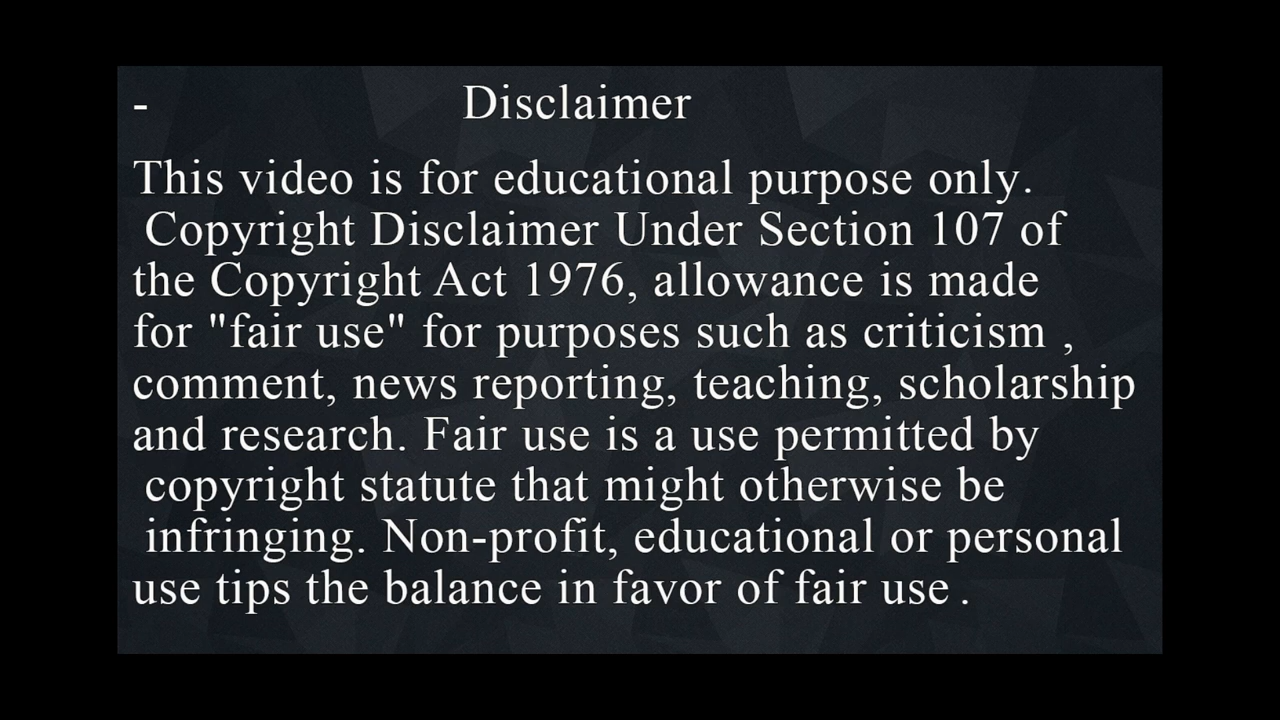 - Disclaimer
This video is for educational purpose only.
Copyright Disclaimer Under Section 107 of
the Copyright Act 1976, allowance is made
for "fair use" for purposes such as criticism ,
comment, news reporting, teaching, scholarship
and research. Fair use is a use permitted by
copyright statute that might otherwise be
infringing. Non-profit, educational or personal
use tips the balance in favor of fair use .